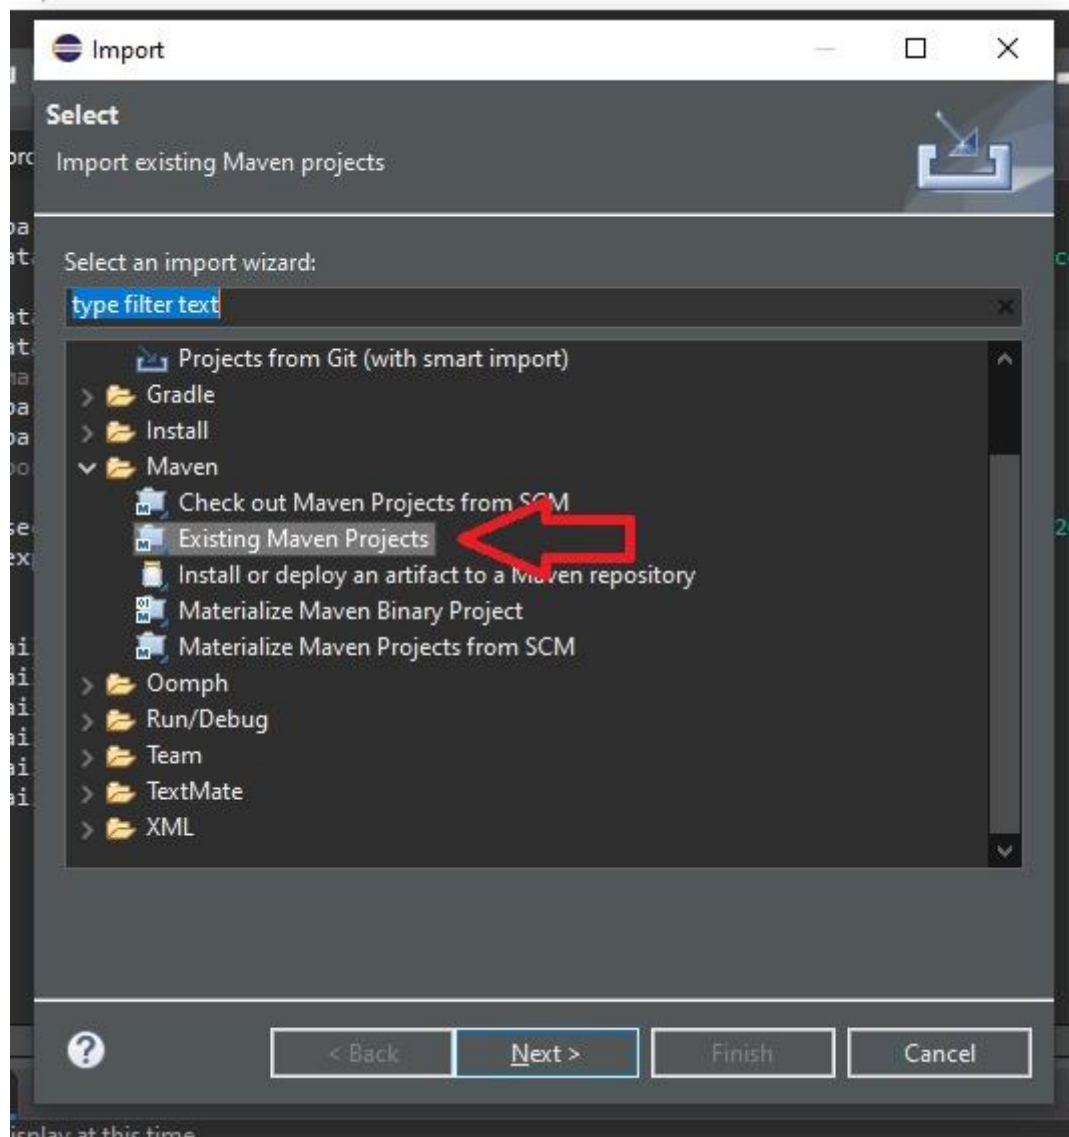 Import
Select
Import existing Maven projects
Select an import wizard:
type filter text
Projects from Git (with smart import)
Gradle
Install
Maven
Check out Maven Projects from SCM
Existing Maven Projects
Install or deploy an artifact to a Maven repository
Materialize Maven Binary Project
Materialize Maven Projects from SCM
Oomph
Run/Debug
Team
TextMate
XML
< Back
Next >
Finish
Cancel
at this time